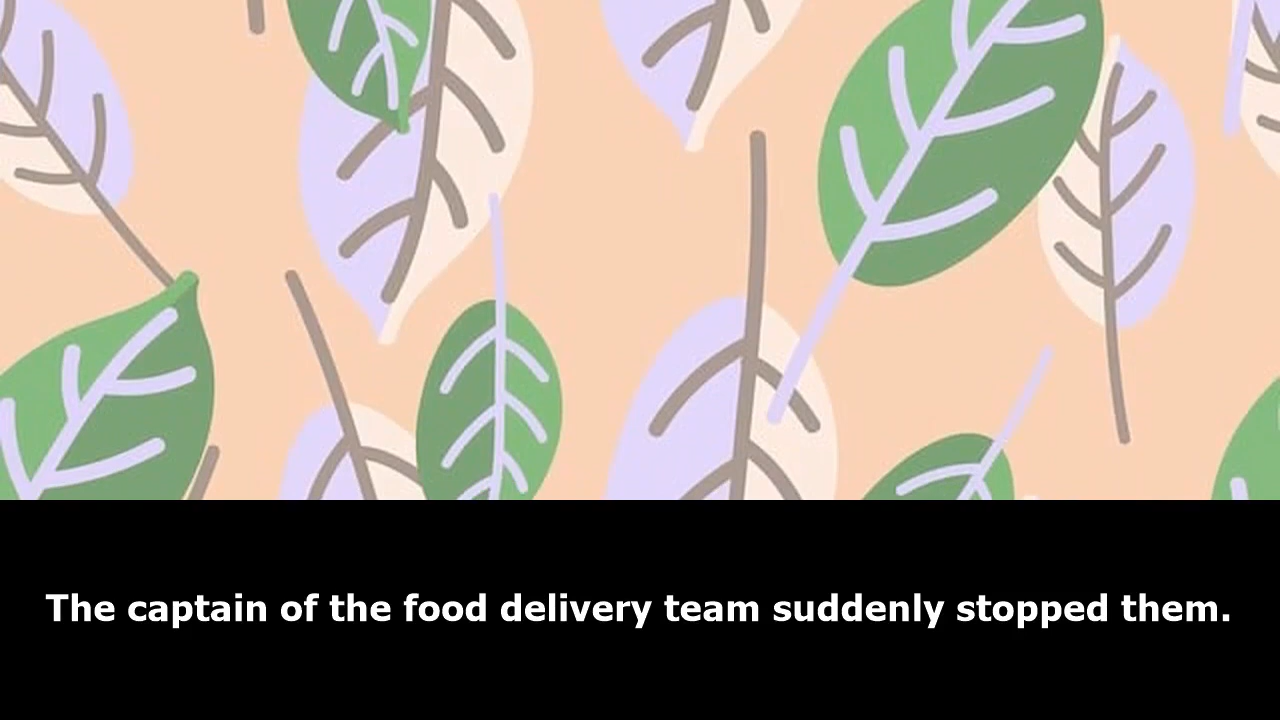 The captain of the food delivery team suddenly stopped them.